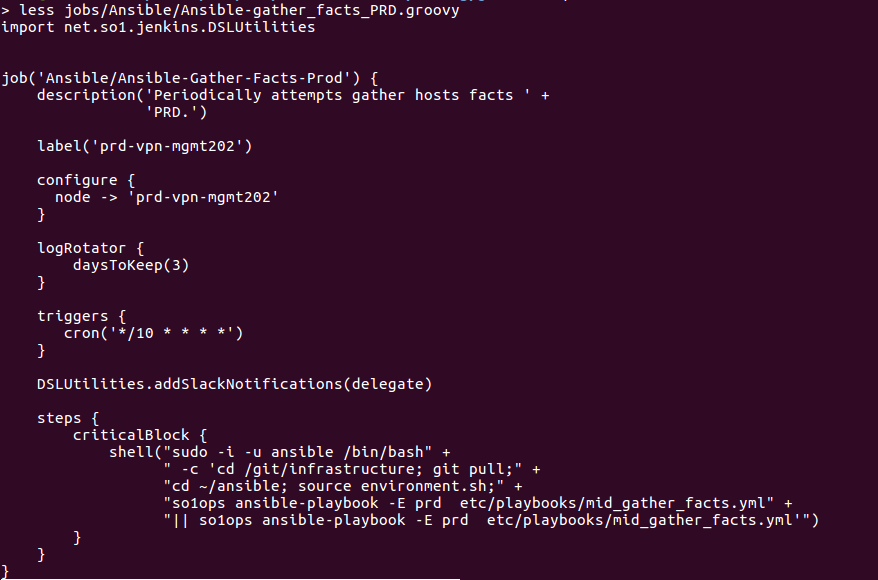 > less jobs/Ansible/Ansible-gather_facts_PRD.groovy
import net.so1.jenkins.DSLUtilities
job('Ansible/Ansible-Gather-Facts-Prod') {
    description('Periodically attempts gather hosts facts ' +
                'PRD.')
    label('prd-vpn-mgmt202')
    configure {
      node -> 'prd-vpn-mgmt202'
    }
    logRotator {
        daysToKeep(3)
    }
    triggers {
       cron('*/10 * * * *')
    }
    DSLUtilities.addSlackNotifications(delegate)
    steps {
        criticalBlock {
            shell("sudo -i -u ansible /bin/bash" +
                  " -c 'cd /git/infrastructure; git pull;" +
                  "cd ~/ansible; source environment.sh;" +
                  "so1ops ansible-playbook -E prd  etc/playbooks/mid_gather_facts.yml" +
                  "|| so1ops ansible-playbook -E prd  etc/playbooks/mid_gather_facts.yml'")
        }
    }
}